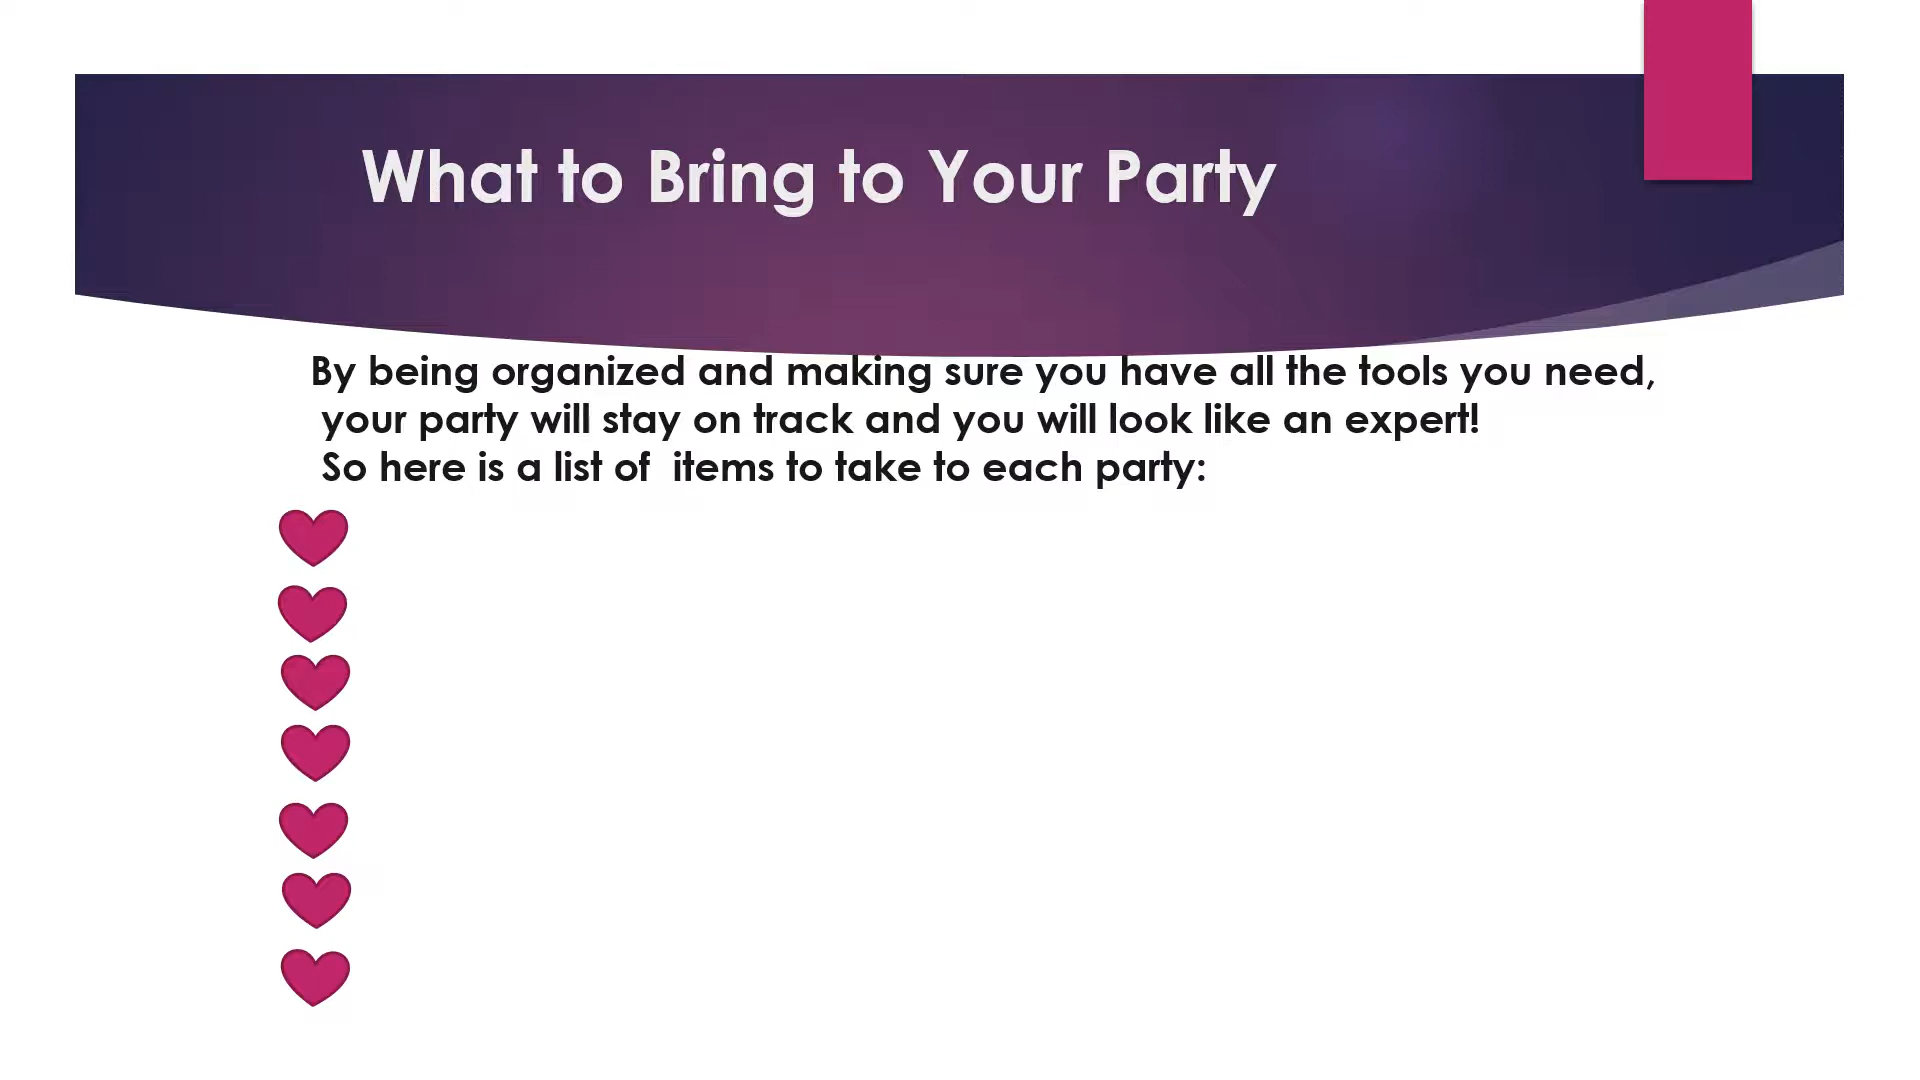 What to Bring to Your Party
By being organized and making sure you have all the tools you need,
your party will stay on track and you will look like an expert!
So here is a list of  items to take to each party: